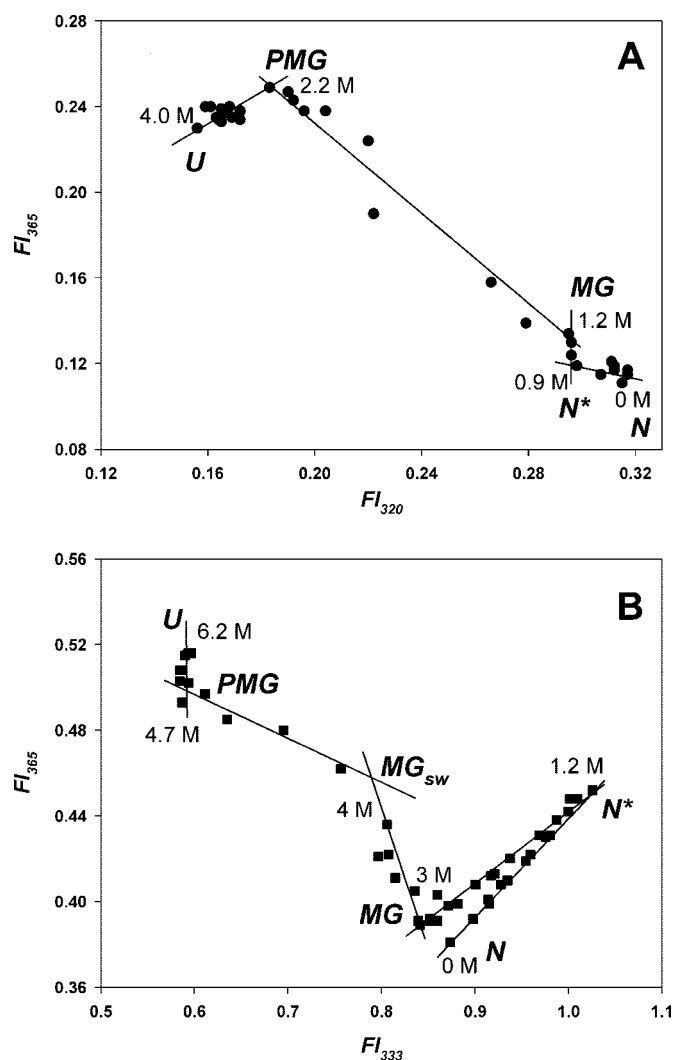 A
0.28
0.24
0.20
0.16
0.12
0.08
FI365
PMG
2.2 M
4.0 M
U
MG
1.2 M
0.9 M
N*
0 M
N
0.12
0.16
0.20
0.24
0.28
0.32
FI320
B
0.56
0.52
0.48
0.44
0.40
0.36
FI365
U
6.2 M
PMG
4.7 M
MGsw
1.2 M
4 M
N*
3 M
MG
N
0 M
0.5
0.6
0.7
0.8
0.9
1.0
1.1
FI333